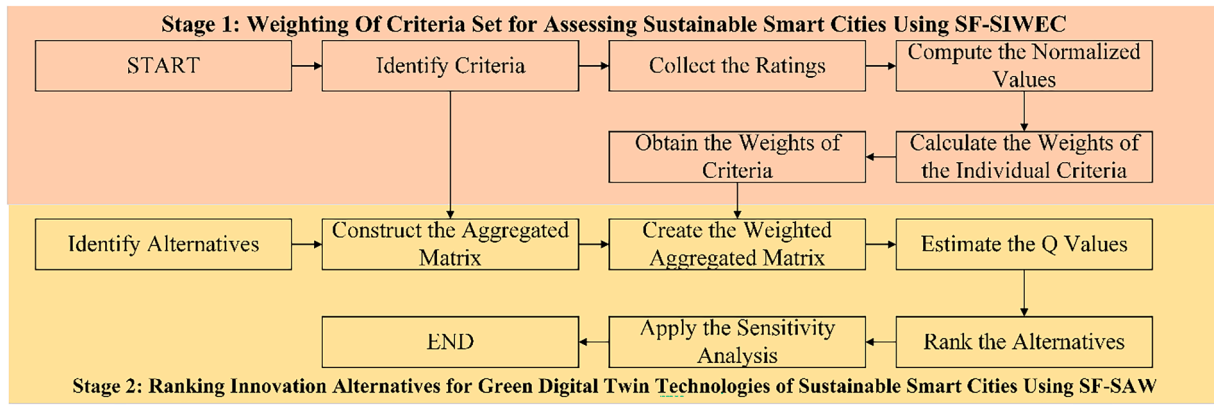 Stage 1: Weighting Of Criteria Set for Assessing Sustainable Smart Cities Using SF-SIWEC
START
Identify Criteria
Collect the Ratings
Compute the Normalized
Values
Obtain the Weights of
Criteria
Calculate the Weights of
the Individual Criteria
Identify Alternatives
Construct the Aggregated
Matrix
Create the Weighted
Aggregated Matrix
Estimate the Q Values
END
Apply the Sensitivity
Analysis
Rank the Alternatives
Stage 2: Ranking Innovation Alternatives for Green Digital Twin Technologies of Sustainable Smart Cities Using SF-SAW